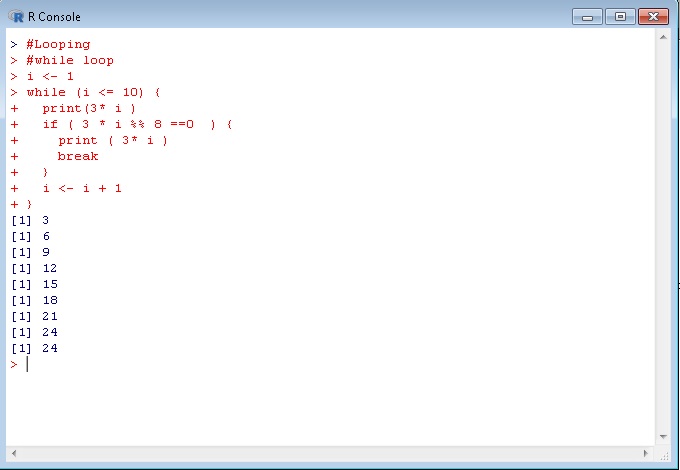 R Console
> #Looping
> #while loop
> i <- 1
> while (i <= 10) {
+   print(3* i )
+   if ( 3 * i %% 8 ==0  ) {
+     print ( 3* i )
+     break
+   }
+   i <- i + 1
+ }
[1] 3
[1] 6
[1] 9
[1] 12
[1] 15
[1] 18
[1] 21
[1] 24
[1] 24
>